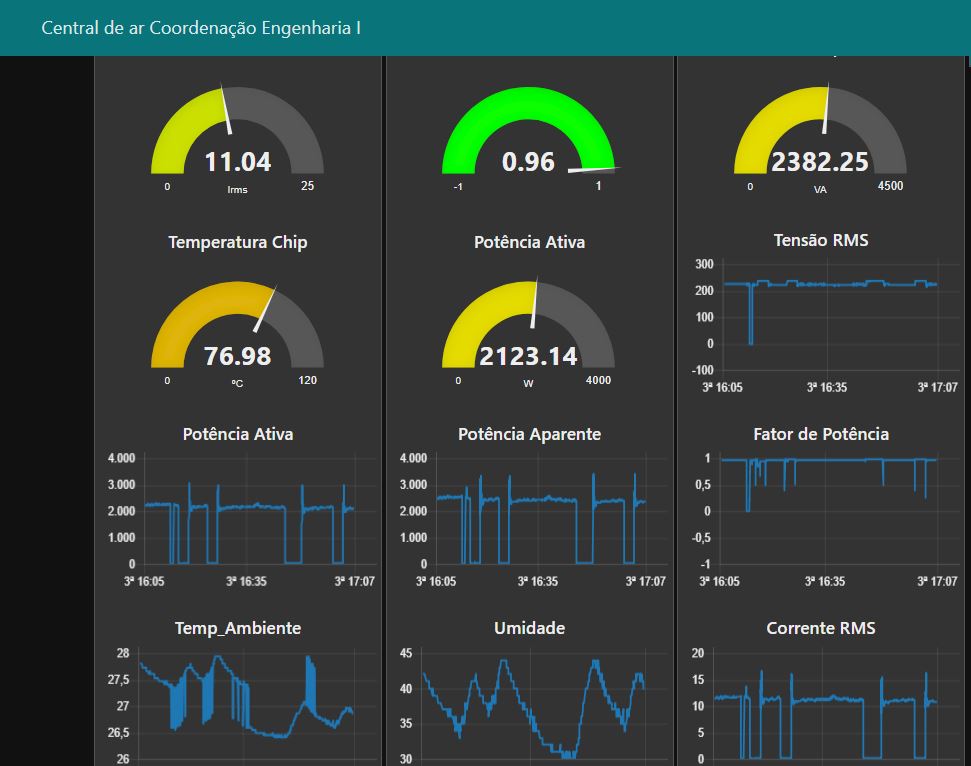 Central de ar Coordenação Engenharia I
11.04
0 Irms 25
0.96
-1 1
2382.25
0 VA 4500
Temperatura Chip
76.98
0 ºC 120
Potência Ativa
2123.14
0 W 4000
Tensão RMS
300
200
100
0
-100
3ª 16:05 3ª 16:35 3ª 17:07
Potência Ativa
4.000
3.000
2.000
1.000
0
3ª 16:05 3ª 16:35 3ª 17:07
Potência Aparente
4.000
3.000
2.000
1.000
0
3ª 16:05 3ª 16:35 3ª 17:07
Fator de Potência
1
0,5
0
-0,5
-1
3ª 16:05 3ª 16:35 3ª 17:07
Temp_Ambiente
28
27,5
27
26,5
26
Umidade
45
40
35
30
Corrente RMS
20
15
10
5
0